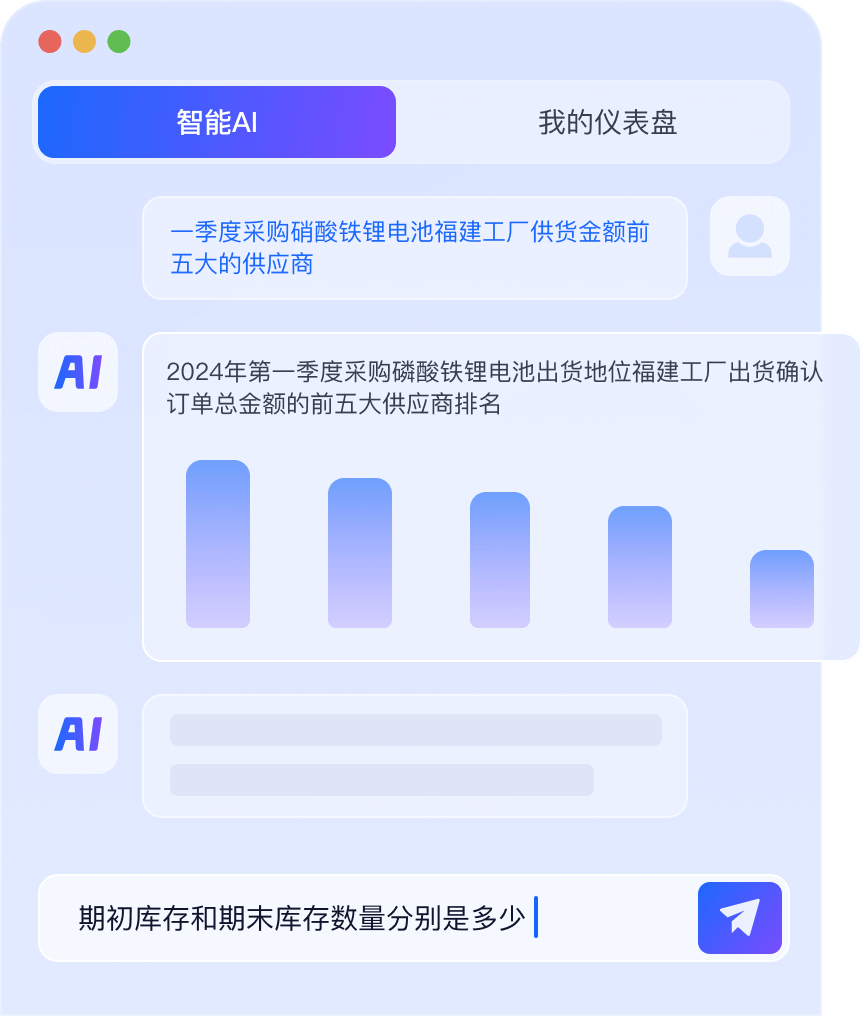 智能AI
我的仪表盘
一季度采购硝酸铁锂电池福建工厂供货金额前
五大的供应商
AI
2024年第一季度采购磷酸铁锂电池出货地位福建工厂出货确认
订单总金额的前五大供应商排名
AI
期初库存和期末库存数量分别是多少